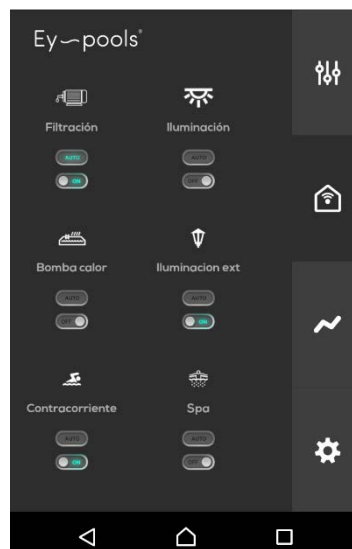 Ey-pools®
Filtración
Iluminación
AUTO
AUTO
ON
OFF
Bomba calor
Iluminacion ext
AUTO
AUTO
OFF
ON
Contracorriente
Spa
AUTO
AUTO
ON
OFF